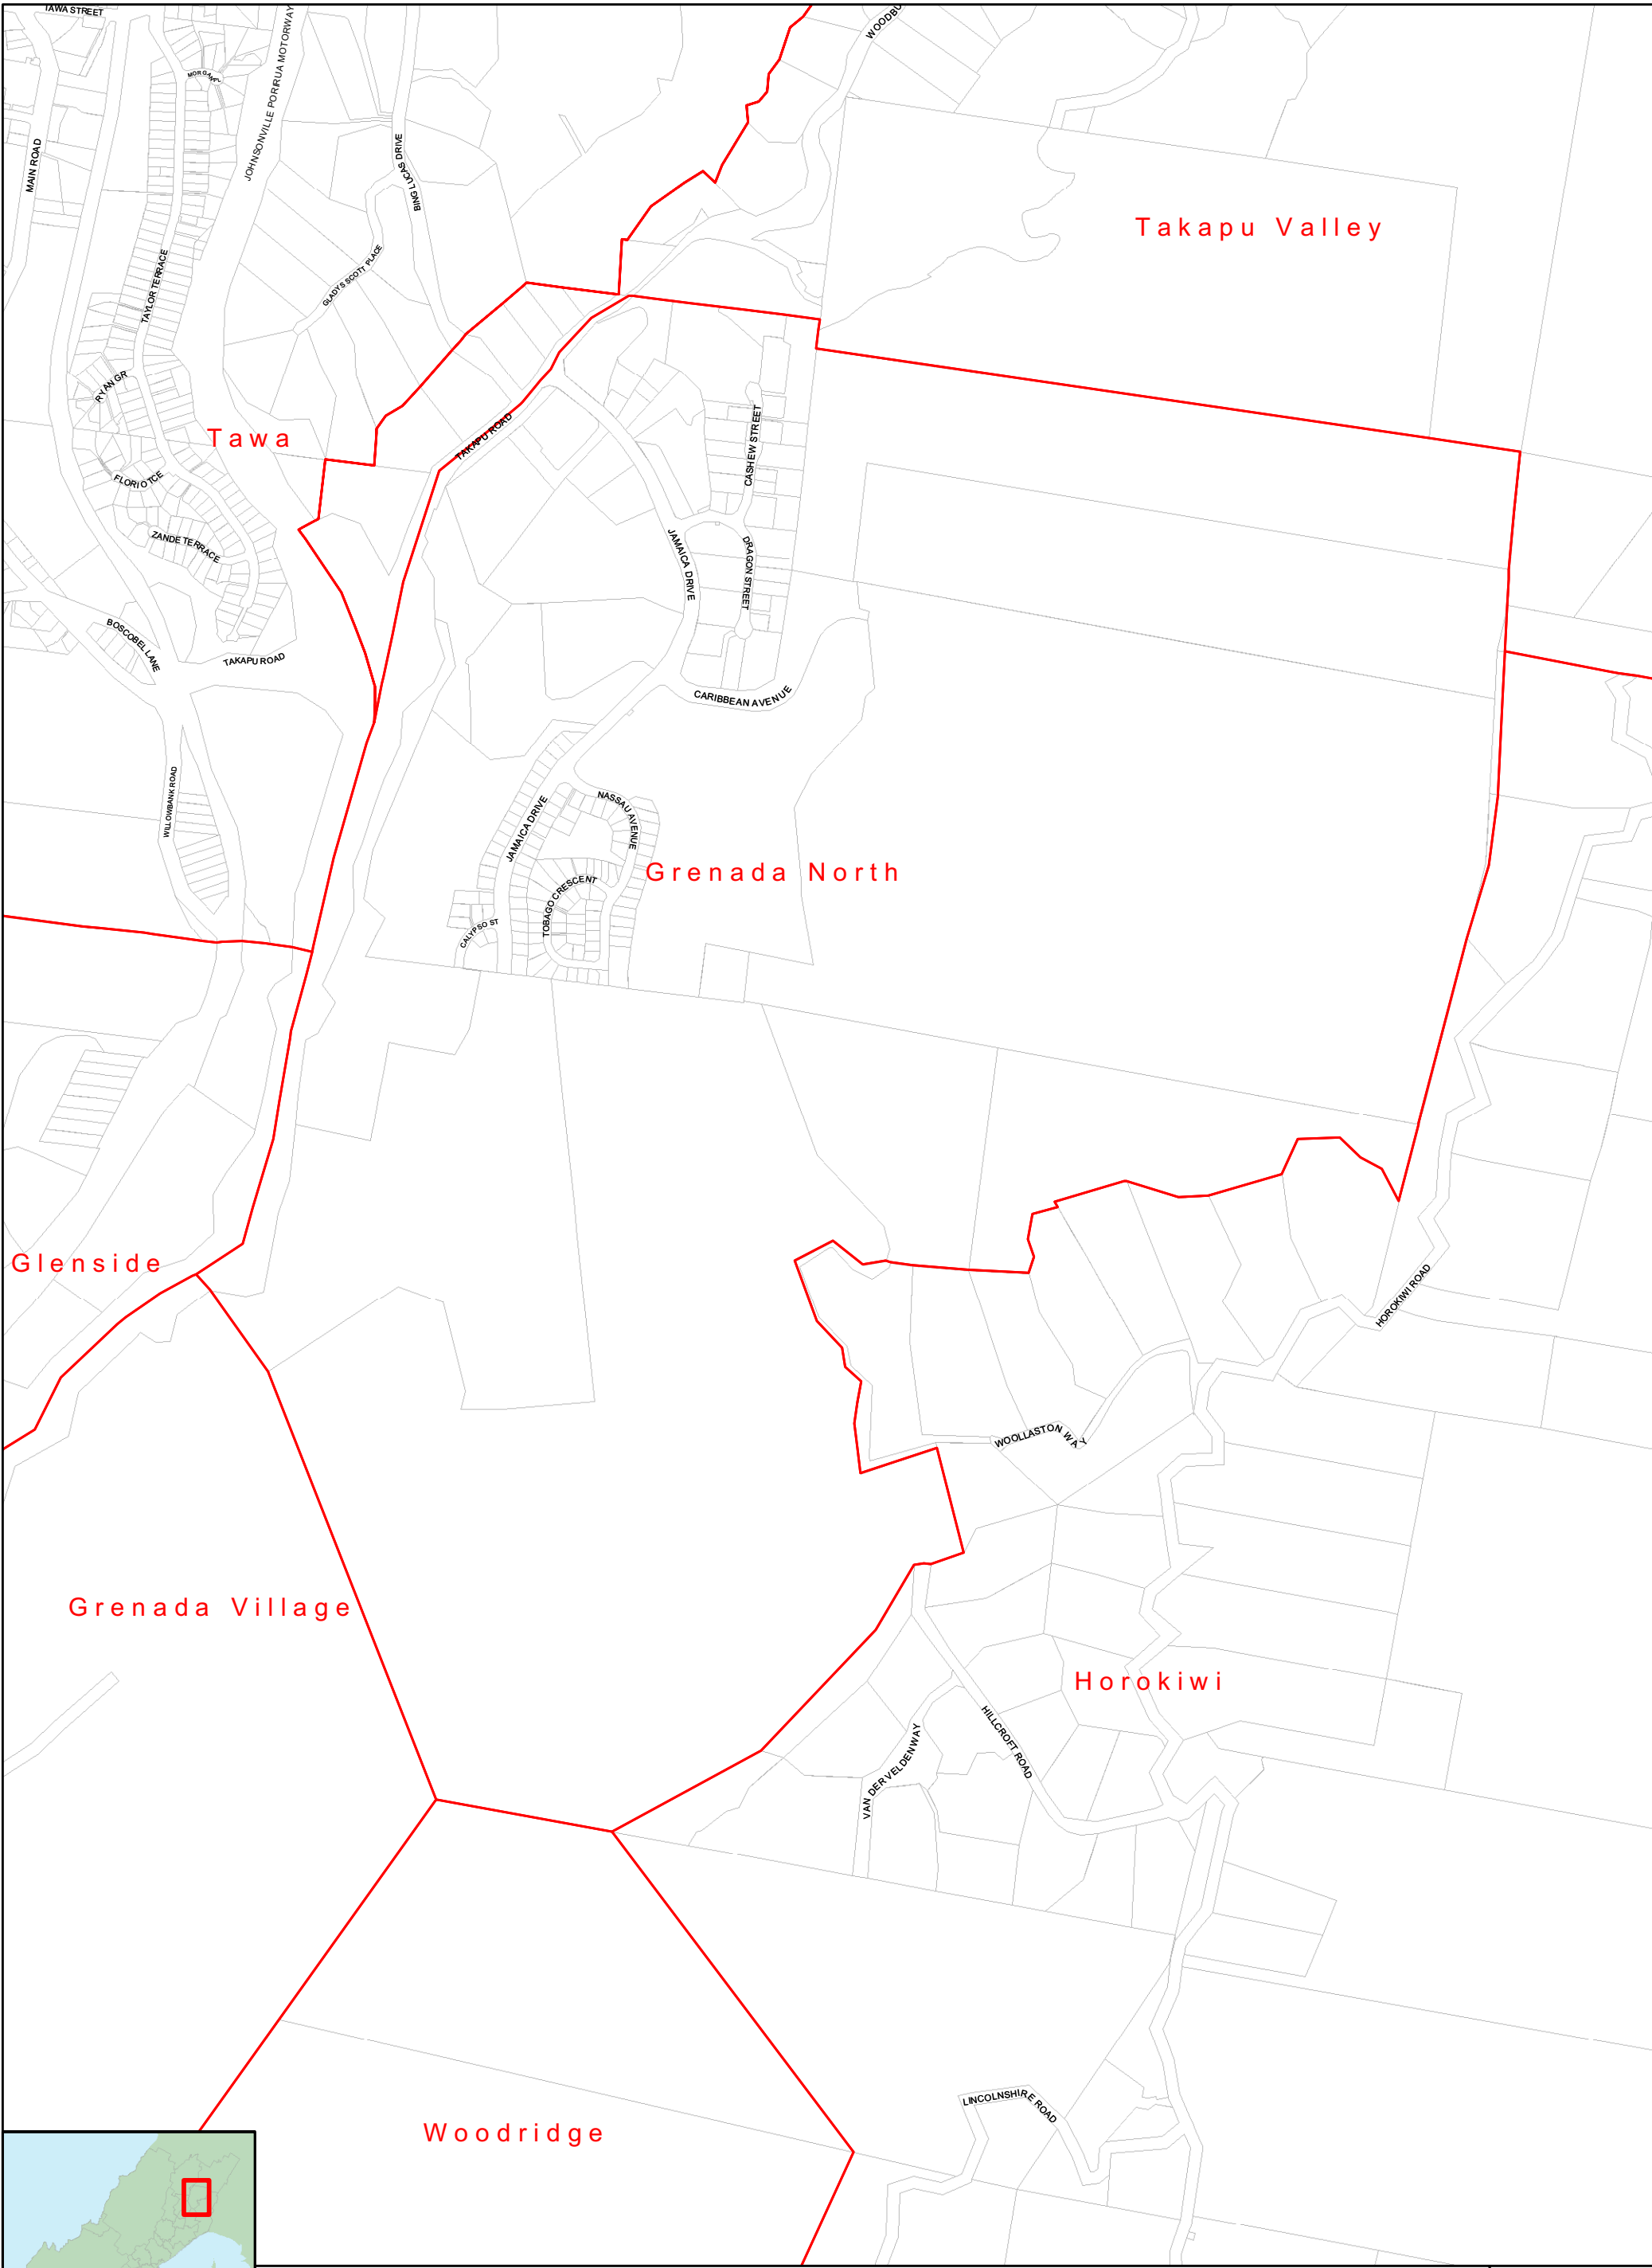 TAWA STREET
WOODBU
MORGAN PL
JOHNSONVILLE PORIRUA MOTORWAY
MAIN ROAD
BING LUCAS DRIVE
Takapu Valley
TAYLOR TERRACE
GLADYS SCOTT PLACE
RYAN GR
Tawa
TAKAPU ROAD
CASHEW STREET
FLORIO TCE
ZANDE TERRACE
JAMAICA DRIVE
DRAGON STREET
BOSCOBEL LANE
TAKAPU ROAD
CARIBBEAN AVENUE
WILLOWBANK ROAD
NASSAU AVENUE
JAMAICA DRIVE
Grenada North
TOBAGO CRESCENT
CALYPSO ST
Glenside
HOROKIWI ROAD
WOOLLASTON WAY
Grenada Village
Horokiwi
HILLCROFT ROAD
VAN DER VELDEN WAY
LINCOLNSHIRE ROAD
Woodridge